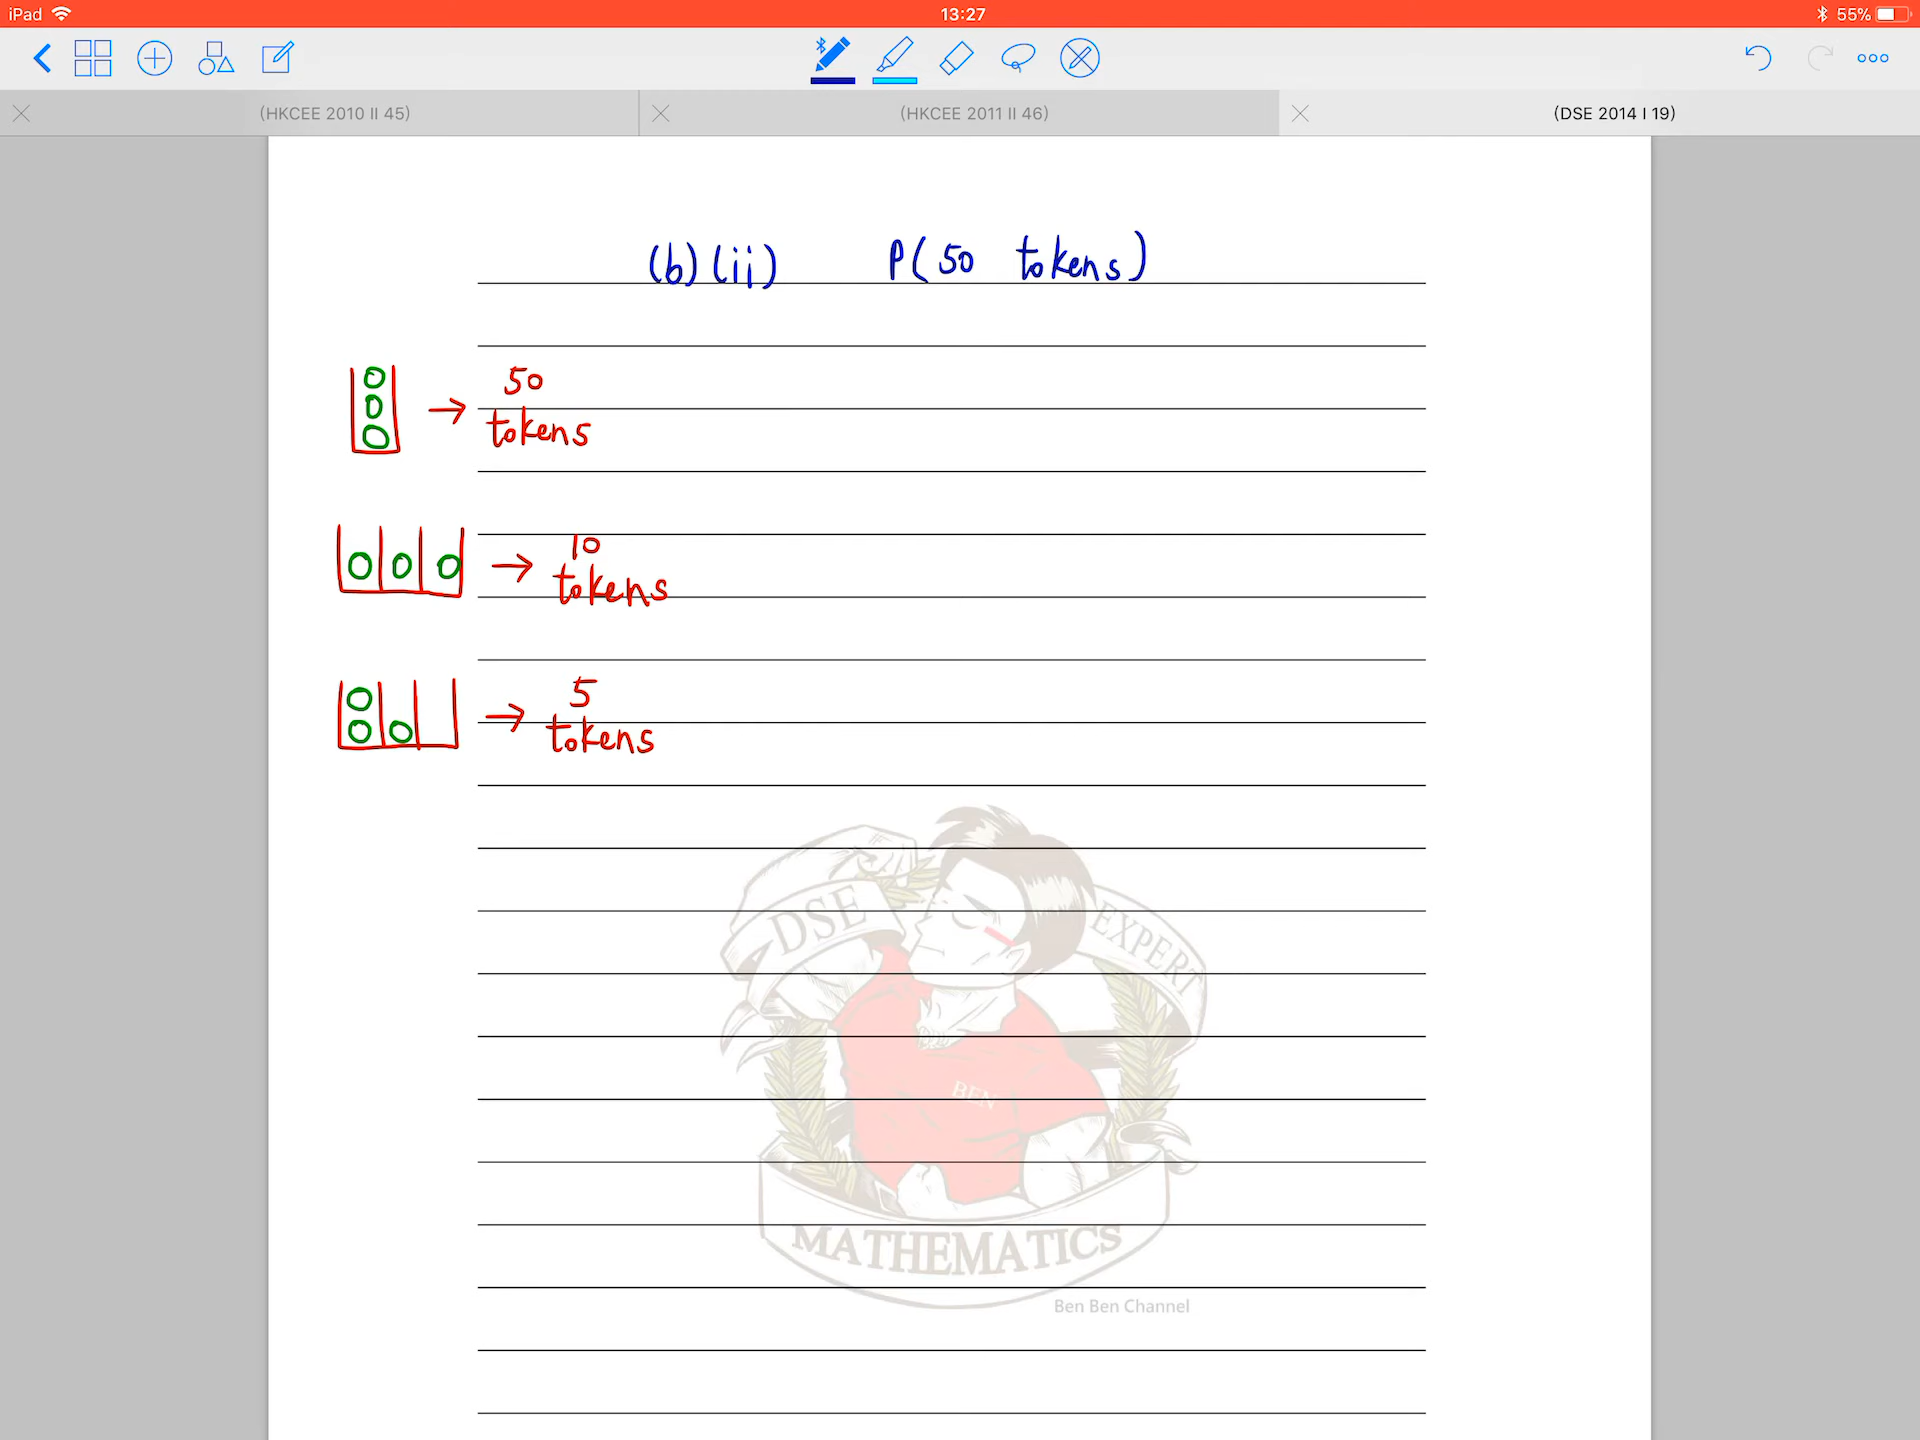 iPad 13:27 55%
(HKCEE 2010 II 45) (HKCEE 2011 II 46) (DSE 2014 I 19)
(b)(ii) P(50 tokens)
→ 50
tokens
→ 10
tokens
→ 5
tokens
DSE EXPERT
BEN
MATHEMATICS
Ben Ben Channel